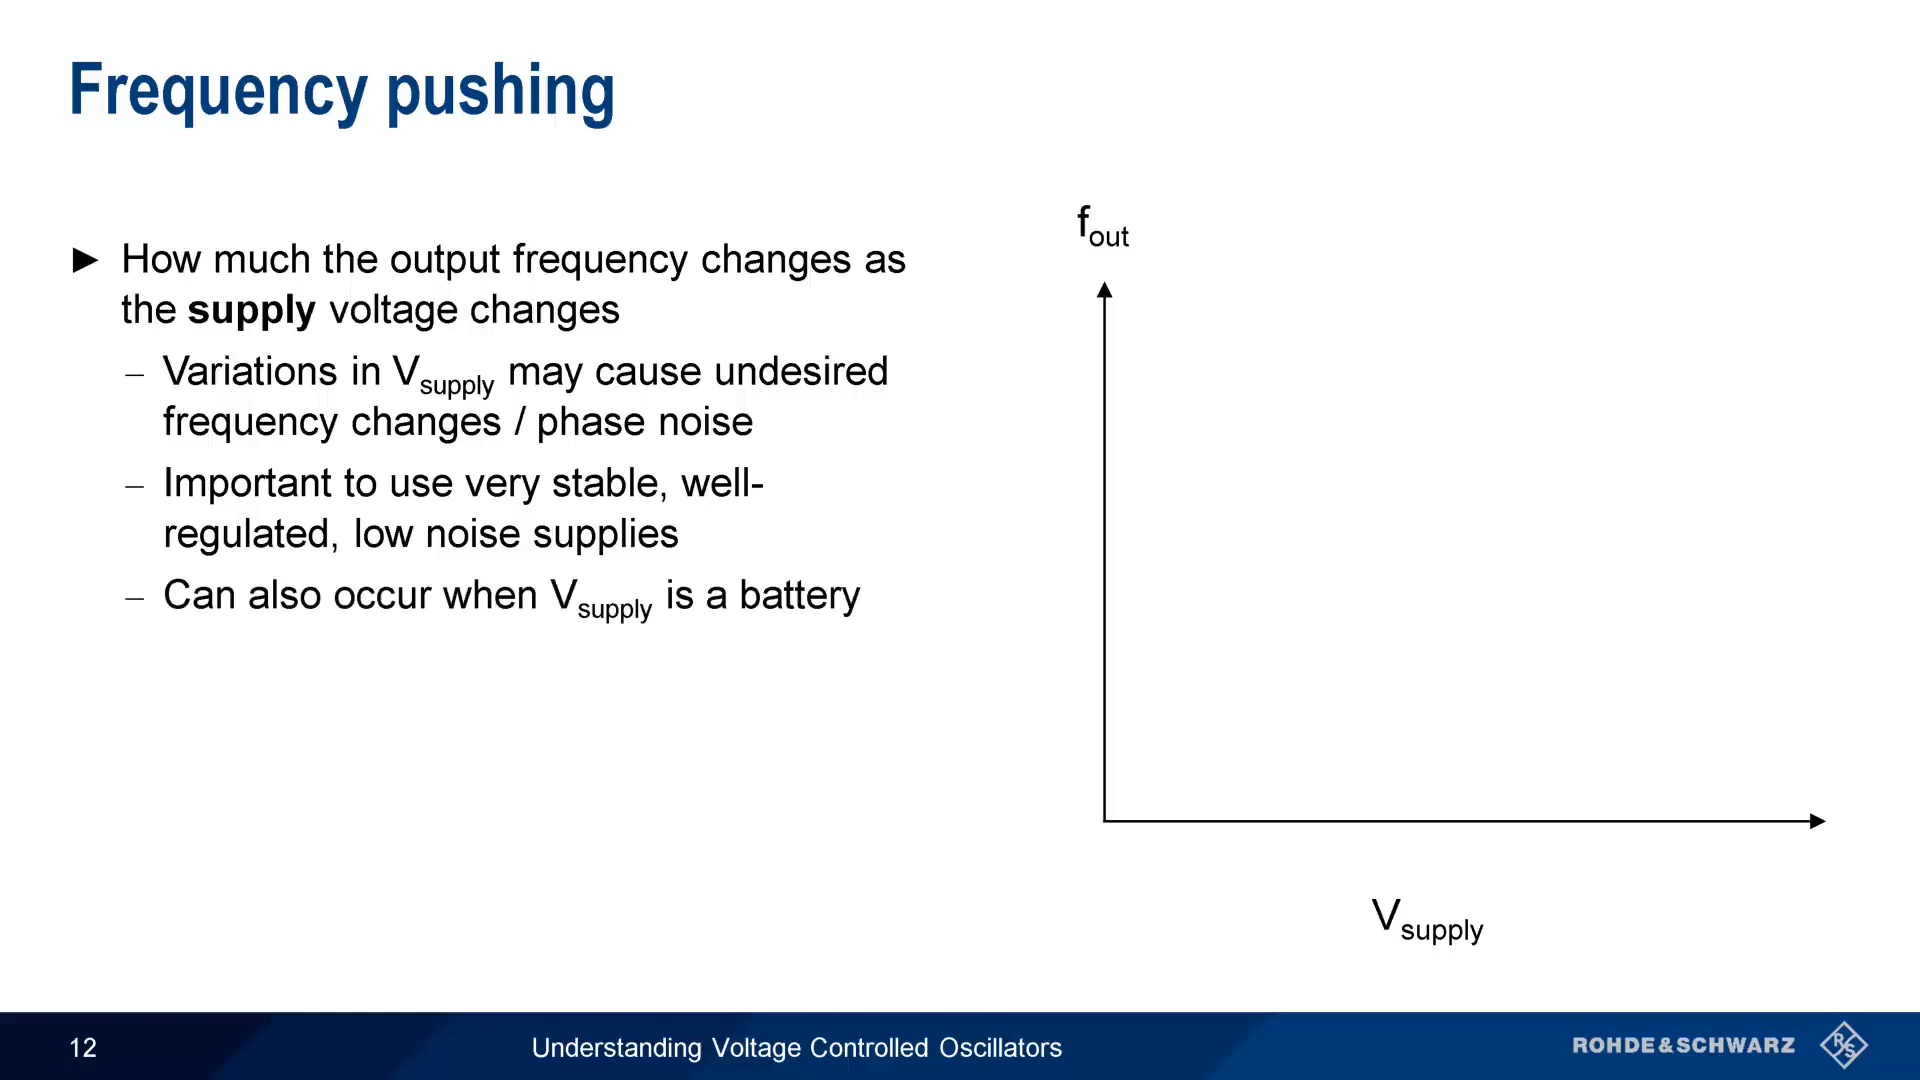 Frequency pushing
► How much the output frequency changes as
the supply voltage changes
– Variations in Vsupply may cause undesired
frequency changes / phase noise
– Important to use very stable, well-
regulated, low noise supplies
– Can also occur when Vsupply is a battery
fout
Vsupply
12
Understanding Voltage Controlled Oscillators
ROHDE&SCHWARZ
R&S